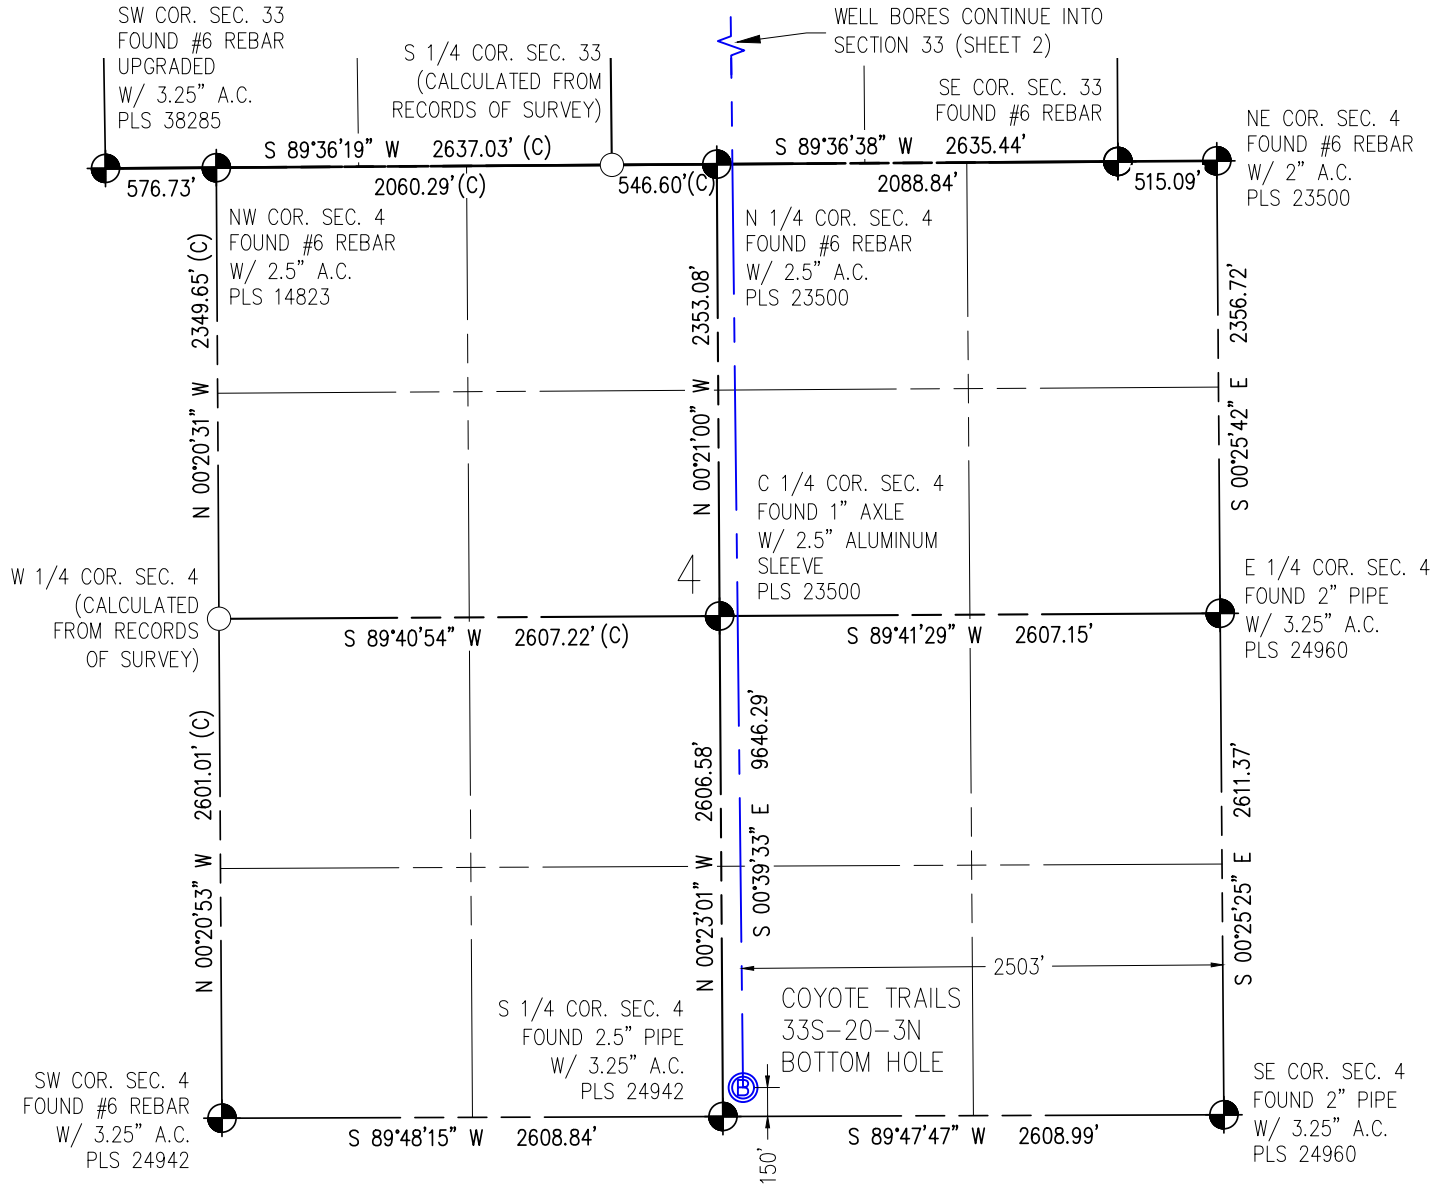 SW COR. SEC. 33
FOUND #6 REBAR
UPGRADED
W/ 3.25" A.C.
PLS 38285
S 1/4 COR. SEC. 33
(CALCULATED FROM
RECORDS OF SURVEY)
WELL BORES CONTINUE INTO
SECTION 33 (SHEET 2)
SE COR. SEC. 33
FOUND #6 REBAR
NE COR. SEC. 4
FOUND #6 REBAR
W/ 2" A.C.
PLS 23500
S 89°36'19" W 2637.03' (C)
S 89°36'38" W 2635.44'
576.73'
2060.29' (C)
546.60'(C)
2088.84'
515.09'
NW COR. SEC. 4
FOUND #6 REBAR
W/ 2.5" A.C.
PLS 14823
N 1/4 COR. SEC. 4
FOUND #6 REBAR
W/ 2.5" A.C.
PLS 23500
N 00°20'31" W 2349.65' (C)
N 00°21'00" W 2353.08'
S 00°25'42" E 2356.72'
C 1/4 COR. SEC. 4
FOUND 1" AXLE
W/ 2.5" ALUMINUM
SLEEVE
PLS 23500
4
W 1/4 COR. SEC. 4
(CALCULATED
FROM RECORDS
OF SURVEY)
E 1/4 COR. SEC. 4
FOUND 2" PIPE
W/ 3.25" A.C.
PLS 24960
S 89°40'54" W 2607.22' (C)
S 89°41'29" W 2607.15'
N 00°20'53" W 2601.01' (C)
N 00°23'01" W 2606.58'
S 00°39'33" E 9646.29'
S 00°25'25" E 2611.37'
2503'
COYOTE TRAILS
33S-20-3N
BOTTOM HOLE
S 1/4 COR. SEC. 4
FOUND 2.5" PIPE
W/ 3.25" A.C.
PLS 24942
B
SW COR. SEC. 4
FOUND #6 REBAR
W/ 3.25" A.C.
PLS 24942
SE COR. SEC. 4
FOUND 2" PIPE
W/ 3.25" A.C.
PLS 24960
S 89°48'15" W 2608.84'
S 89°47'47" W 2608.99'
150'